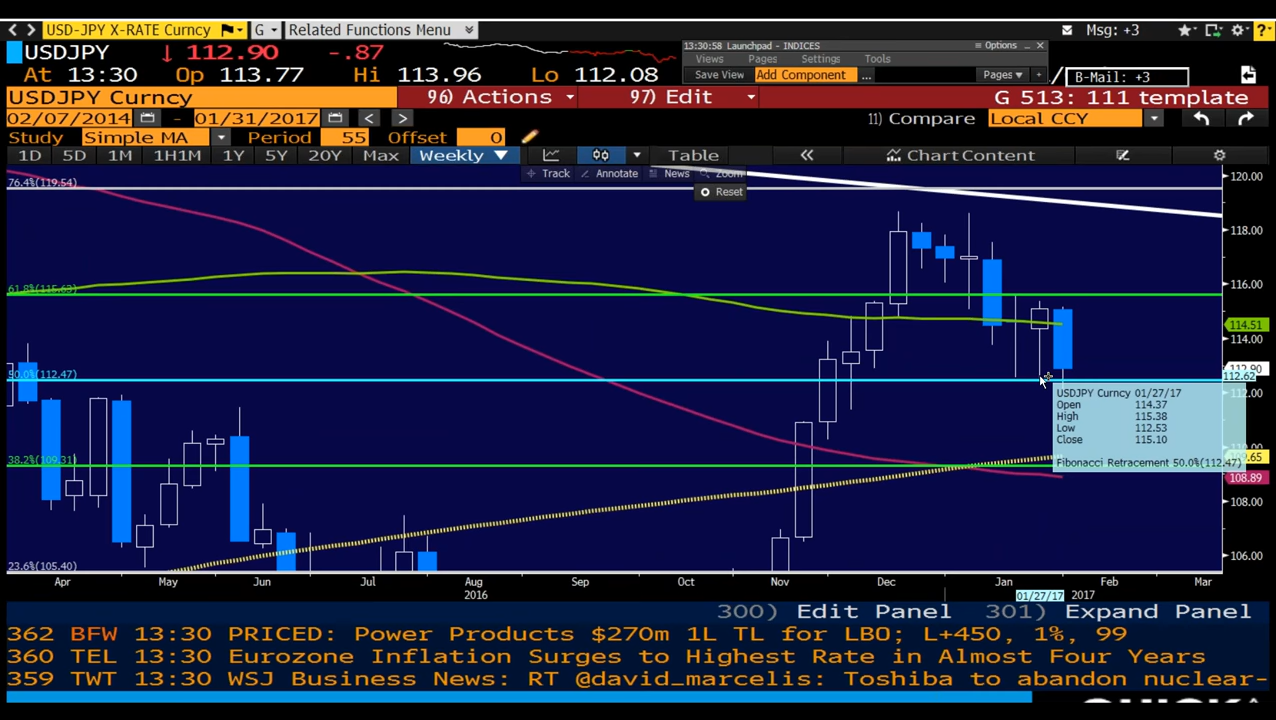 USD-JPY X-RATE Curncy G Related Functions Menu Msg: +3
USDJPY ↓ 112.90 -.87
At 13:30 Op 113.77 Hi 113.96 Lo 112.08
13:30:58 Launchpad - INDICES Options
Views Pages Settings Tools
Save View Add Component ... Pages +
B-Mail: +3
USDJPY Curncy 96) Actions 97) Edit G 513: 111 template
02/07/2014 - 01/31/2017 11) Compare Local CCY
Study Simple MA Period 55 Offset 0
1D 5D 1M 1H1M 1Y 5Y 20Y Max Weekly ▼ Table « Chart Content
Track Annotate News Zoom
Reset
76.4%(119.54)
61.8%(115.63)
50.0%(112.47)
38.2%(109.31)
23.6%(105.40)
120.00
118.00
116.00
114.51
114.00
112.90
112.62
112.00
110.00
109.65
108.89
108.00
106.00
USDJPY Curncy 01/27/17
Open 114.37
High 115.38
Low 112.53
Close 115.10
Fibonacci Retracement 50.0%(112.47)
Apr May Jun Jul Aug Sep Oct Nov Dec Jan Feb Mar
2016 01/27/17 2017
300) Edit Panel 301) Expand Panel
362 BFW 13:30 PRICED: Power Products $270m 1L TL for LBO; L+450, 1%, 99
360 TEL 13:30 Eurozone Inflation Surges to Highest Rate in Almost Four Years
359 TWT 13:30 WSJ Business News: RT @david_marcelis: Toshiba to abandon nuclear-